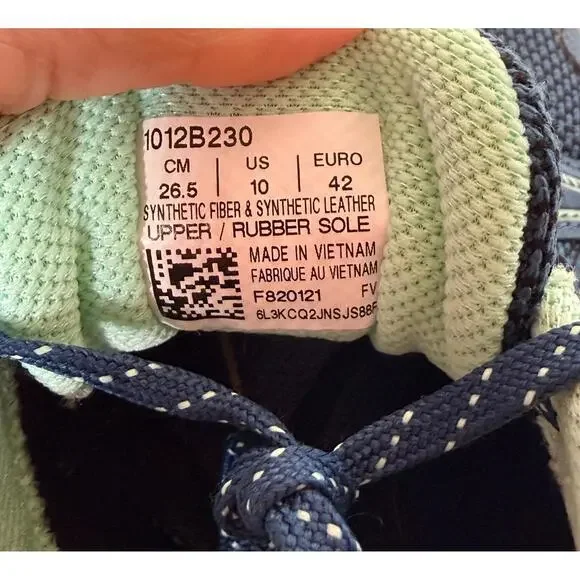 1012B230
CM | US | EURO
26.5 | 10 | 42
SYNTHETIC FIBER & SYNTHETIC LEATHER
UPPER / RUBBER SOLE
MADE IN VIETNAM
FABRIQUE AU VIETNAM
F820121 FV